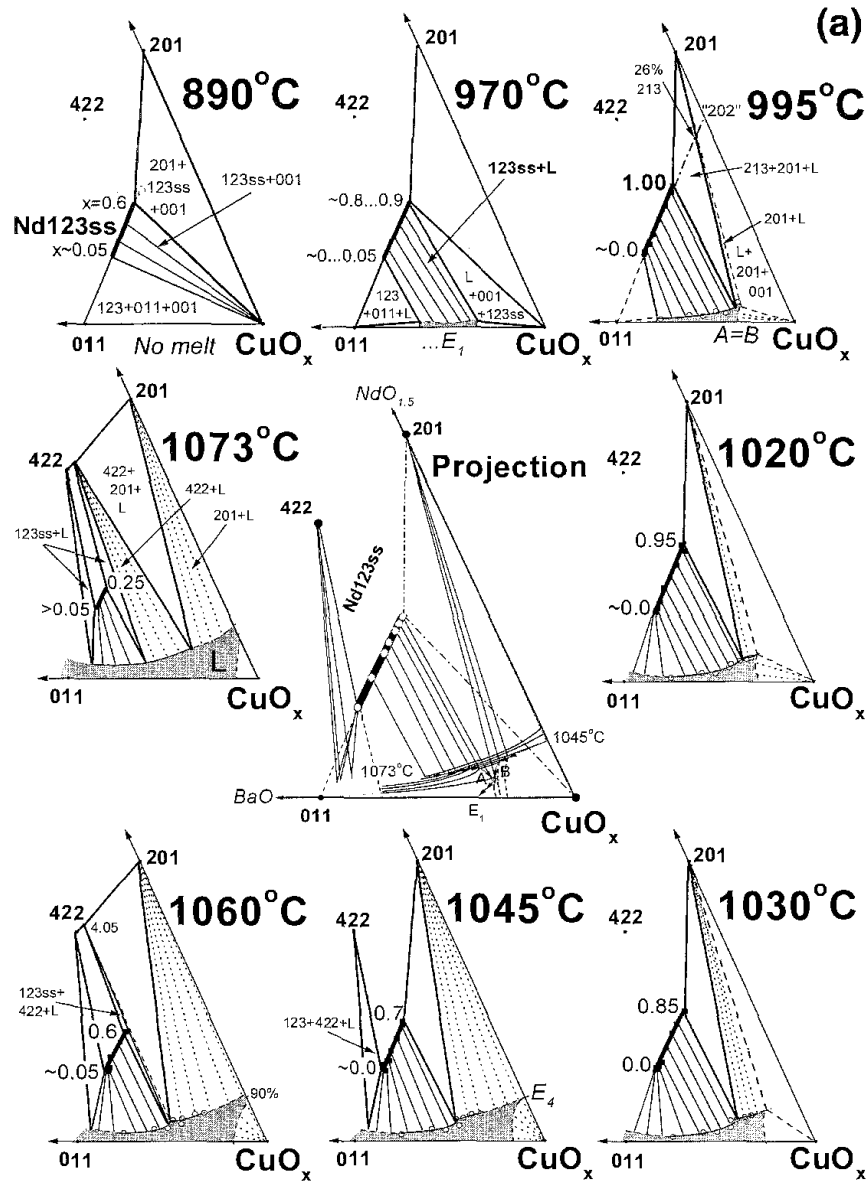 (a)
201
422
890°C
201+
123ss
+001
123ss+001
x=0.6
Nd123ss
x~0.05
123+011+001
011
No melt
CuOx
201
422
970°C
123ss+L
~0.8...0.9
~0...0.05
123
+011+L
L
+001
+123ss
011
...E1
CuOx
201
26%
213
422
"202"
995°C
213+201+L
1.00
201+L
~0.0
L+
201+
001
011
A=B
CuOx
1073°C
201
422
422+
201+
L
422+L
201+L
123ss+L
0.25
>0.05
L
011
CuOx
NdO1.5
201
Projection
422
Nd123ss
1045°C
1073°C
A
B
BaO
011
E1
CuOx
201
1020°C
422
0.95
~0.0
011
CuOx
201
422
1060°C
4.05
123ss+
422+L
0.6
~0.05
90%
011
CuOx
201
422
1045°C
0.7
123+422+L
~0.0
E4
011
CuOx
201
422
1030°C
0.85
0.0
011
CuOx